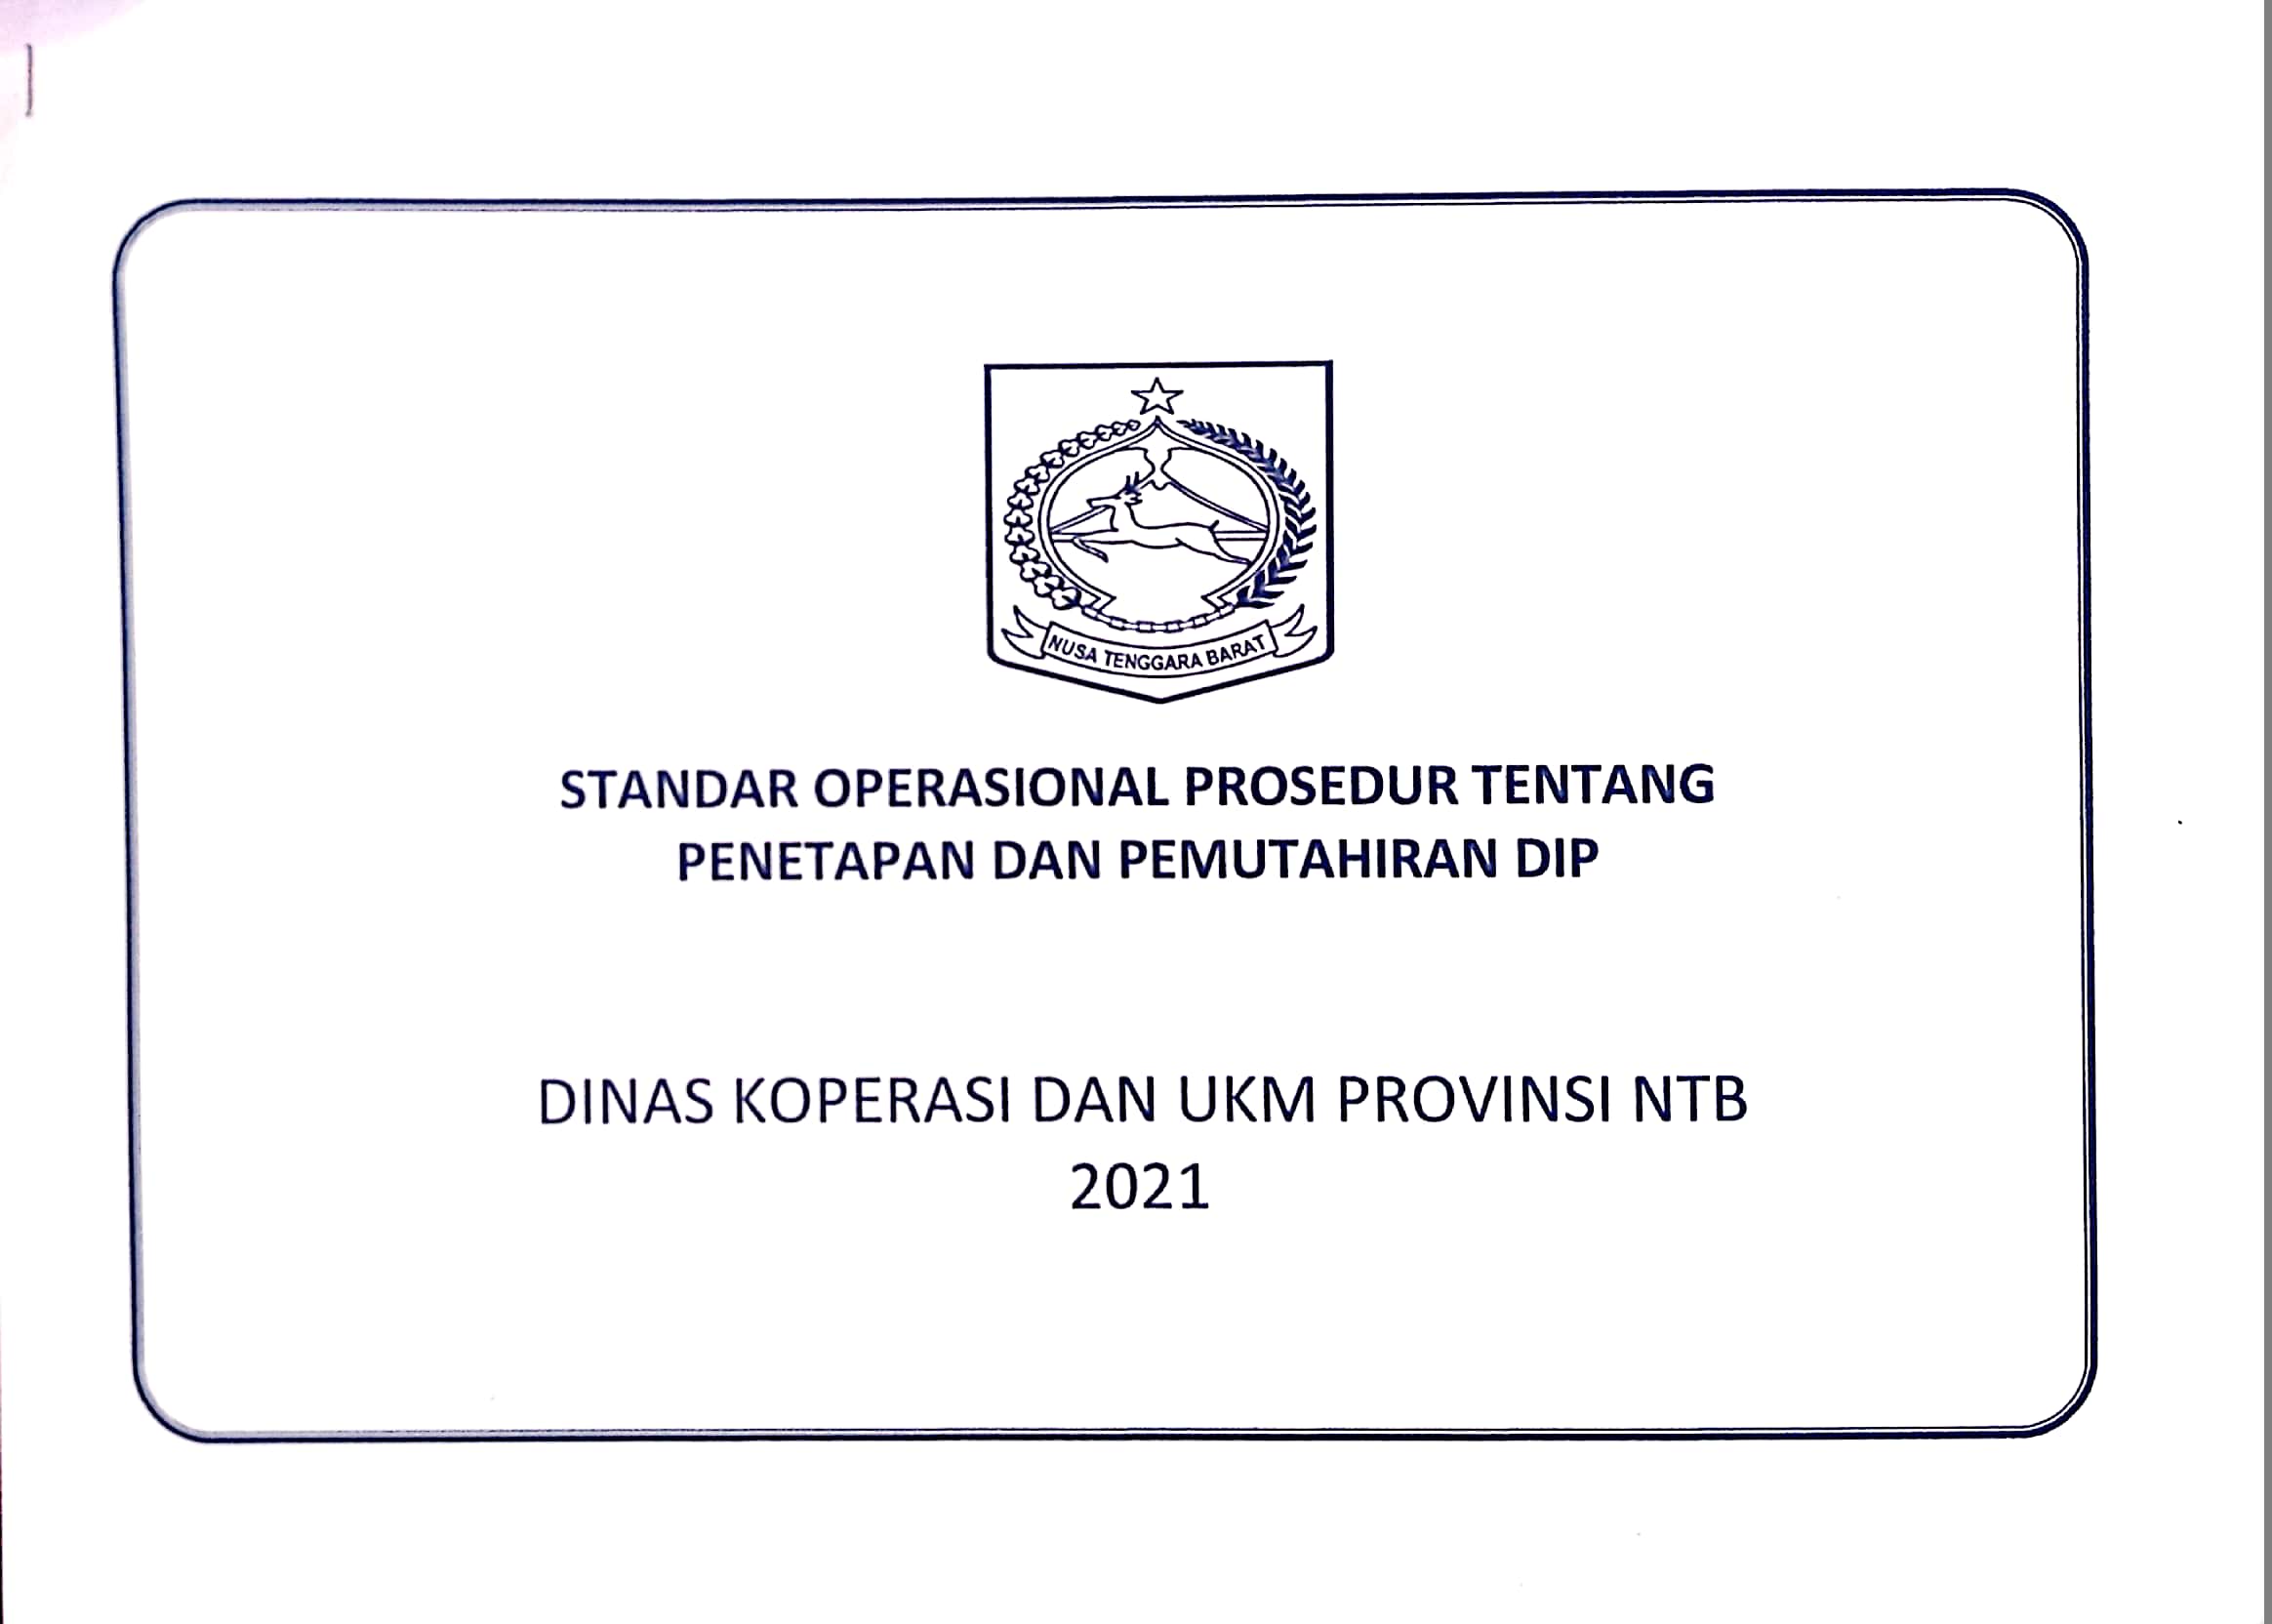 NUSA TENGGARA BARAT
STANDAR OPERASIONAL PROSEDUR TENTANG
PENETAPAN DAN PEMUTAHIRAN DIP
DINAS KOPERASI DAN UKM PROVINSI NTB
2021